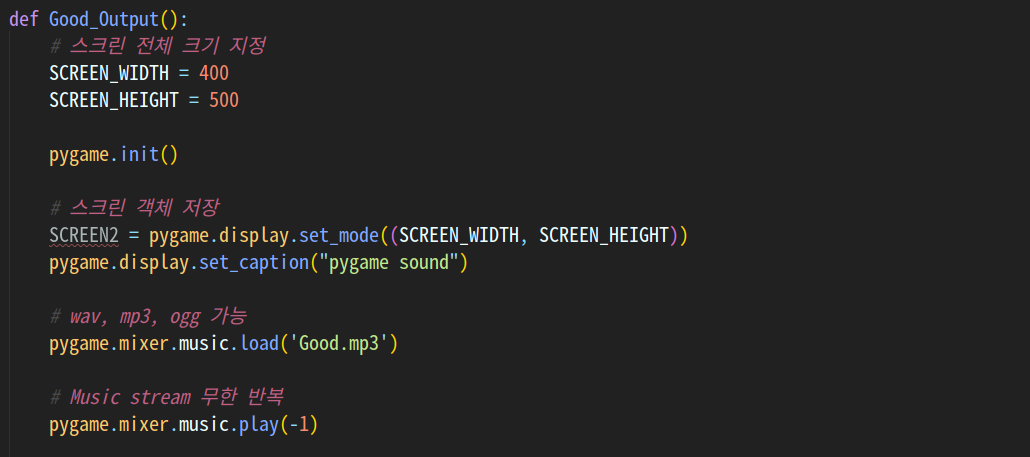 def Good_Output():
# 스크린 전체 크기 지정
SCREEN_WIDTH = 400
SCREEN_HEIGHT = 500
pygame.init()
# 스크린 객체 저장
SCREEN2 = pygame.display.set_mode((SCREEN_WIDTH, SCREEN_HEIGHT))
pygame.display.set_caption("pygame sound")
# wav, mp3, ogg 가능
pygame.mixer.music.load('Good.mp3')
# Music stream 무한 반복
pygame.mixer.music.play(-1)